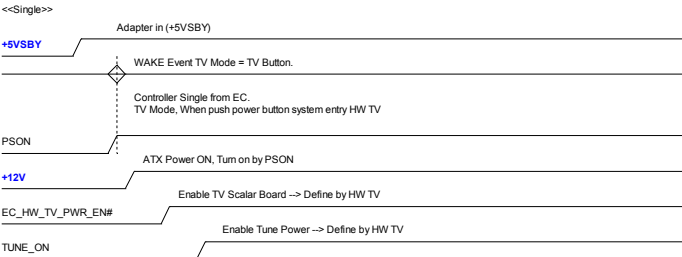 <<Single>>
Adapter in (+5VSBY)
+5VSBY
WAKE Event TV Mode = TV Button.
Controller Single from EC.
TV Mode, When push power button system entry HW TV
PSON
ATX Power ON, Turn on by PSON
+12V
Enable TV Scalar Board --> Define by HW TV
EC_HW_TV_PWR_EN#
Enable Tune Power --> Define by HW TV
TUNE_ON